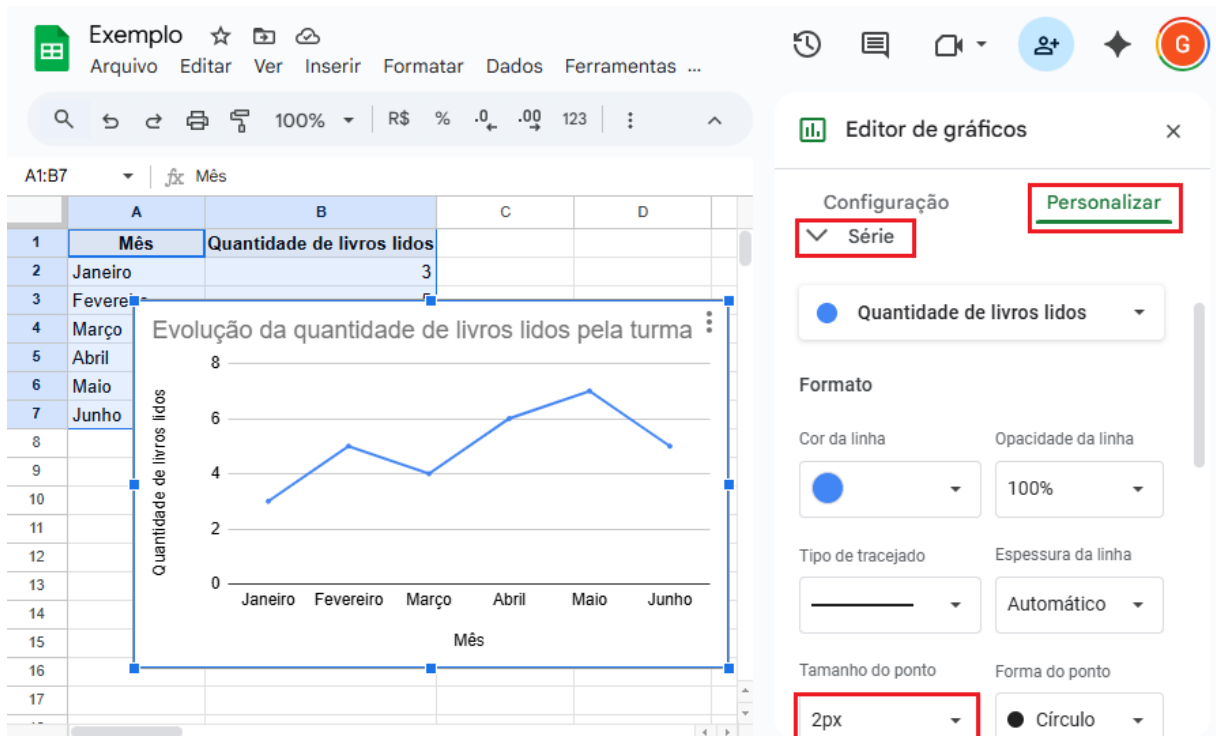 Exemplo
Arquivo Editar Ver Inserir Formatar Dados Ferramentas ...
G
100% R$ % .0 .00 123
Editor de gráficos
A1:B7 fx Mês
Configuração Personalizar
Série
A B C D
1 Mês Quantidade de livros lidos
2 Janeiro 3
3
4 Março
5 Abril
6 Maio
7 Junho
8
9
10
11
12
13
14
15
16
17
Evolução da quantidade de livros lidos pela turma
Quantidade de livros lidos
8
6
4
2
0
Janeiro Fevereiro Março Abril Maio Junho
Mês
Quantidade de livros lidos
Formato
Cor da linha Opacidade da linha
100%
Tipo de tracejado Espessura da linha
Automático
Tamanho do ponto Forma do ponto
2px Círculo